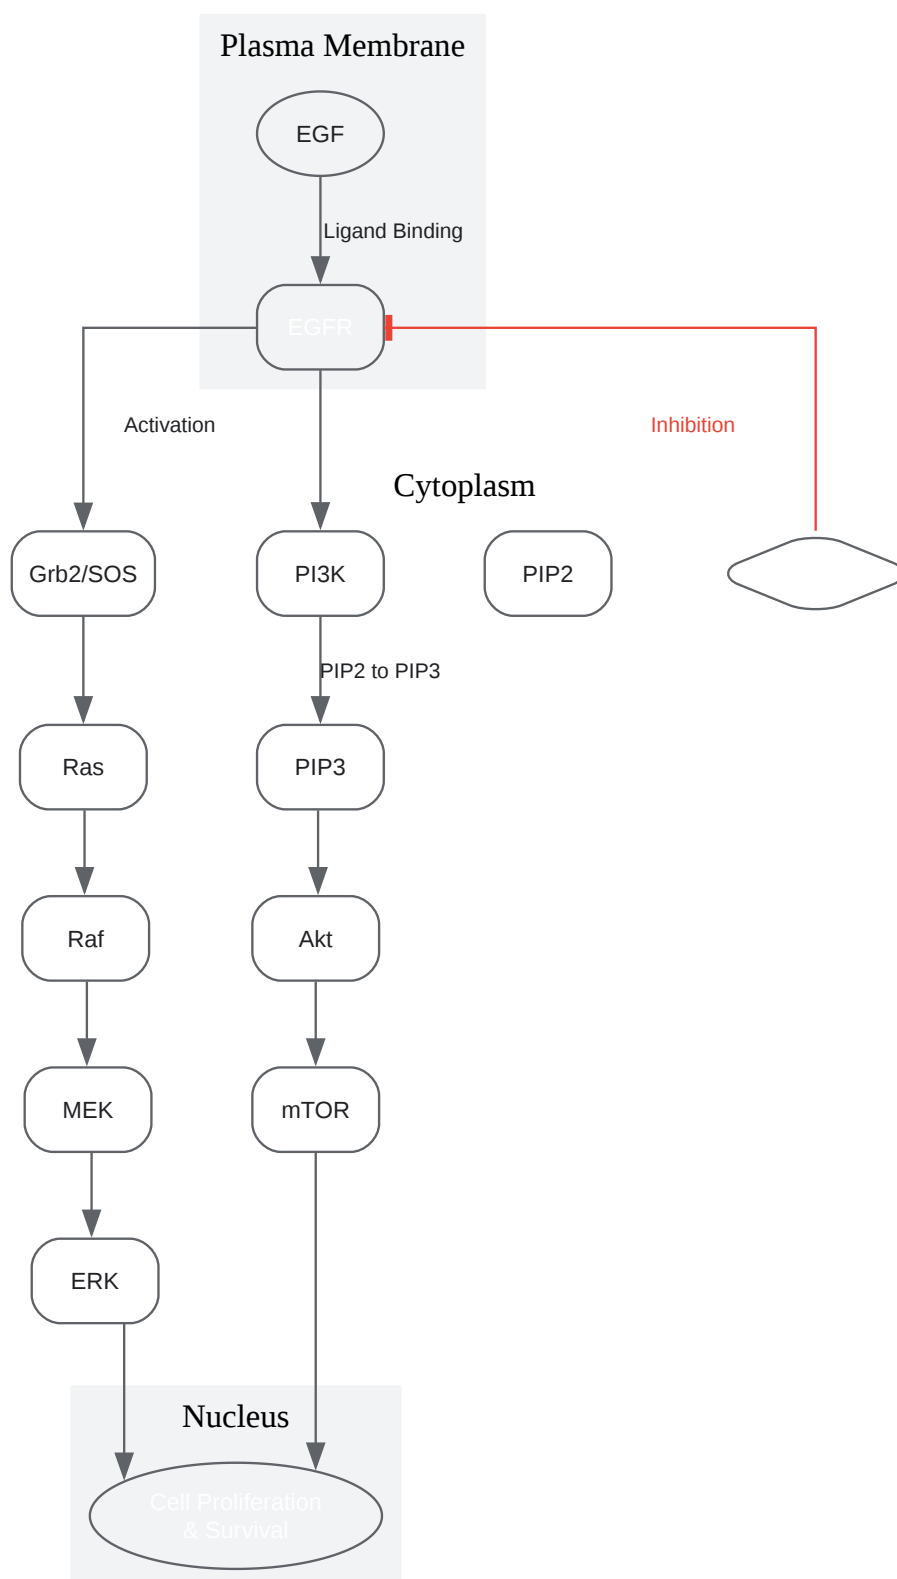 Plasma Membrane
EGF
Ligand Binding
EGFR
Activation
Inhibition
Cytoplasm
Grb2/SOS
PI3K
PIP2
PIP2 to PIP3
Ras
PIP3
Raf
Akt
MEK
mTOR
ERK
Nucleus
Cell Proliferation
& Survival